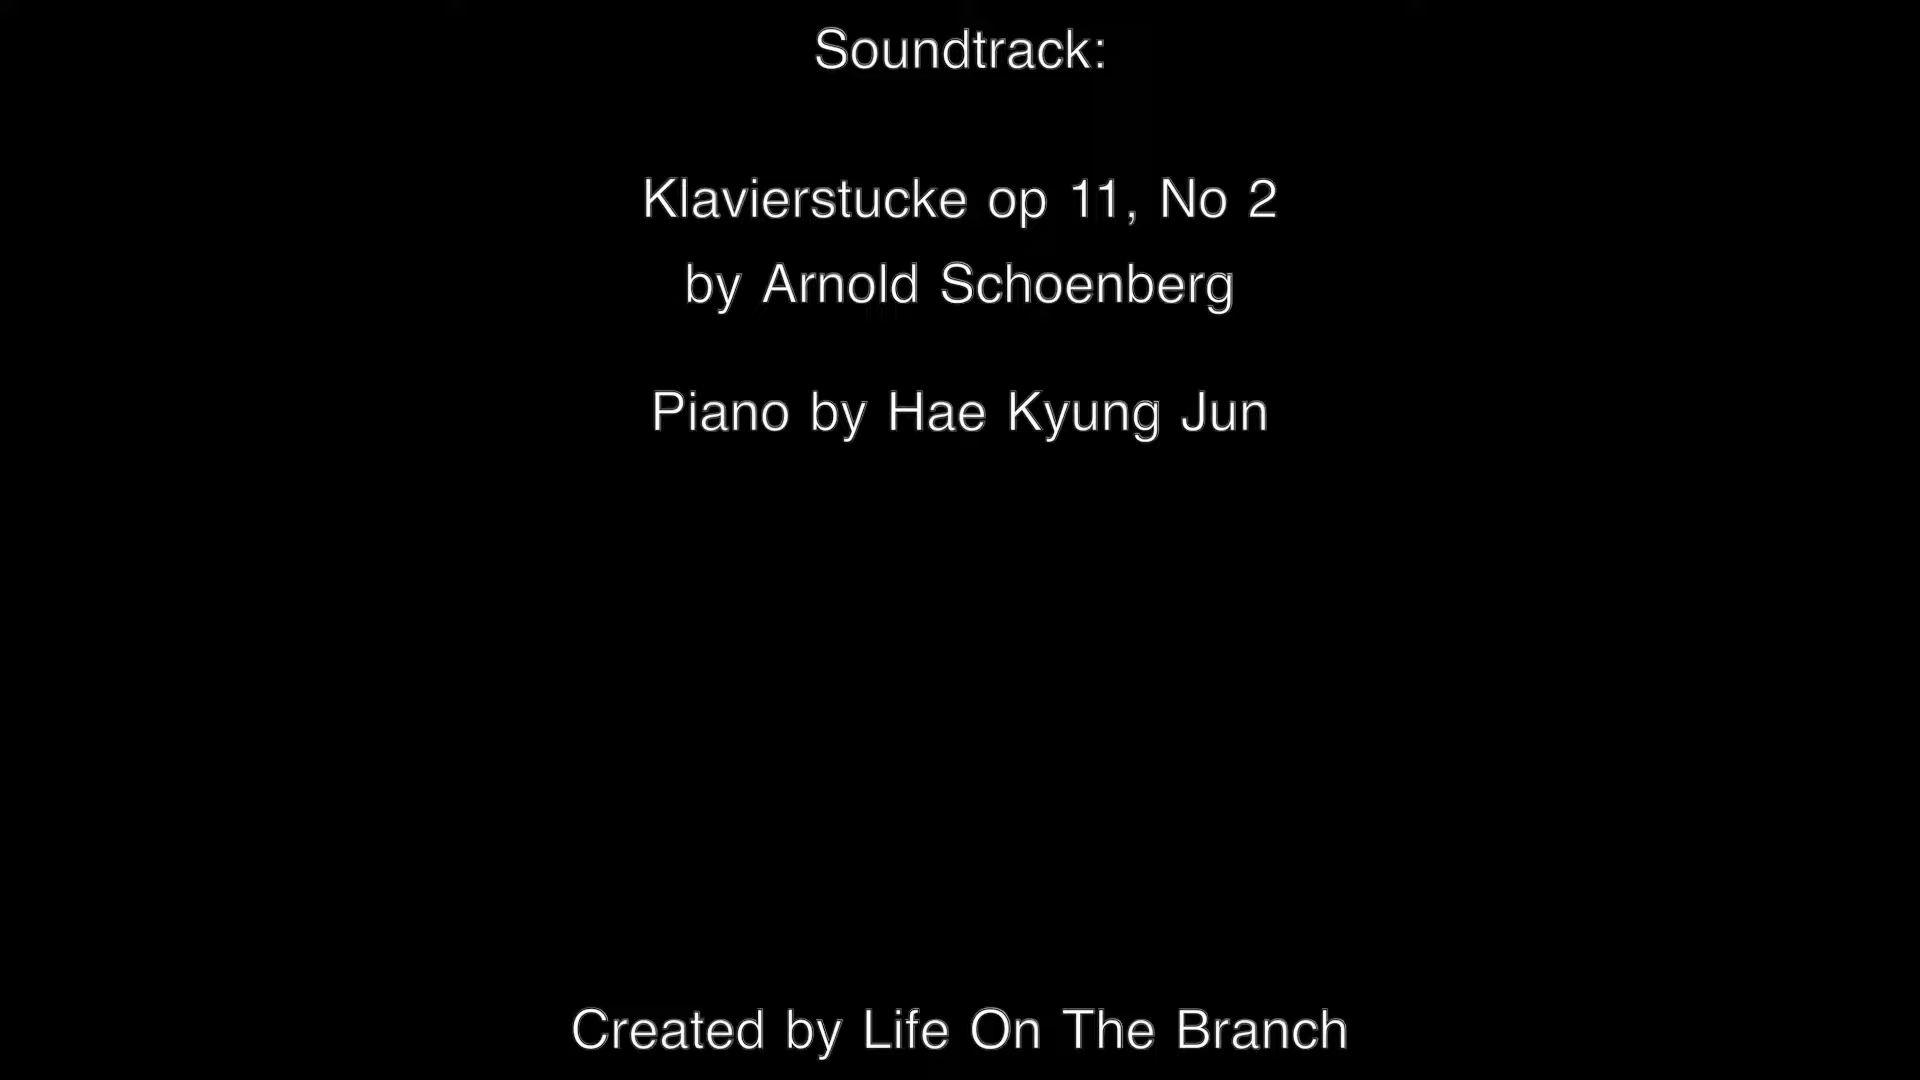 Soundtrack:
Klavierstucke op 11, No 2
by Arnold Schoenberg
Piano by Hae Kyung Jun
Created by Life On The Branch